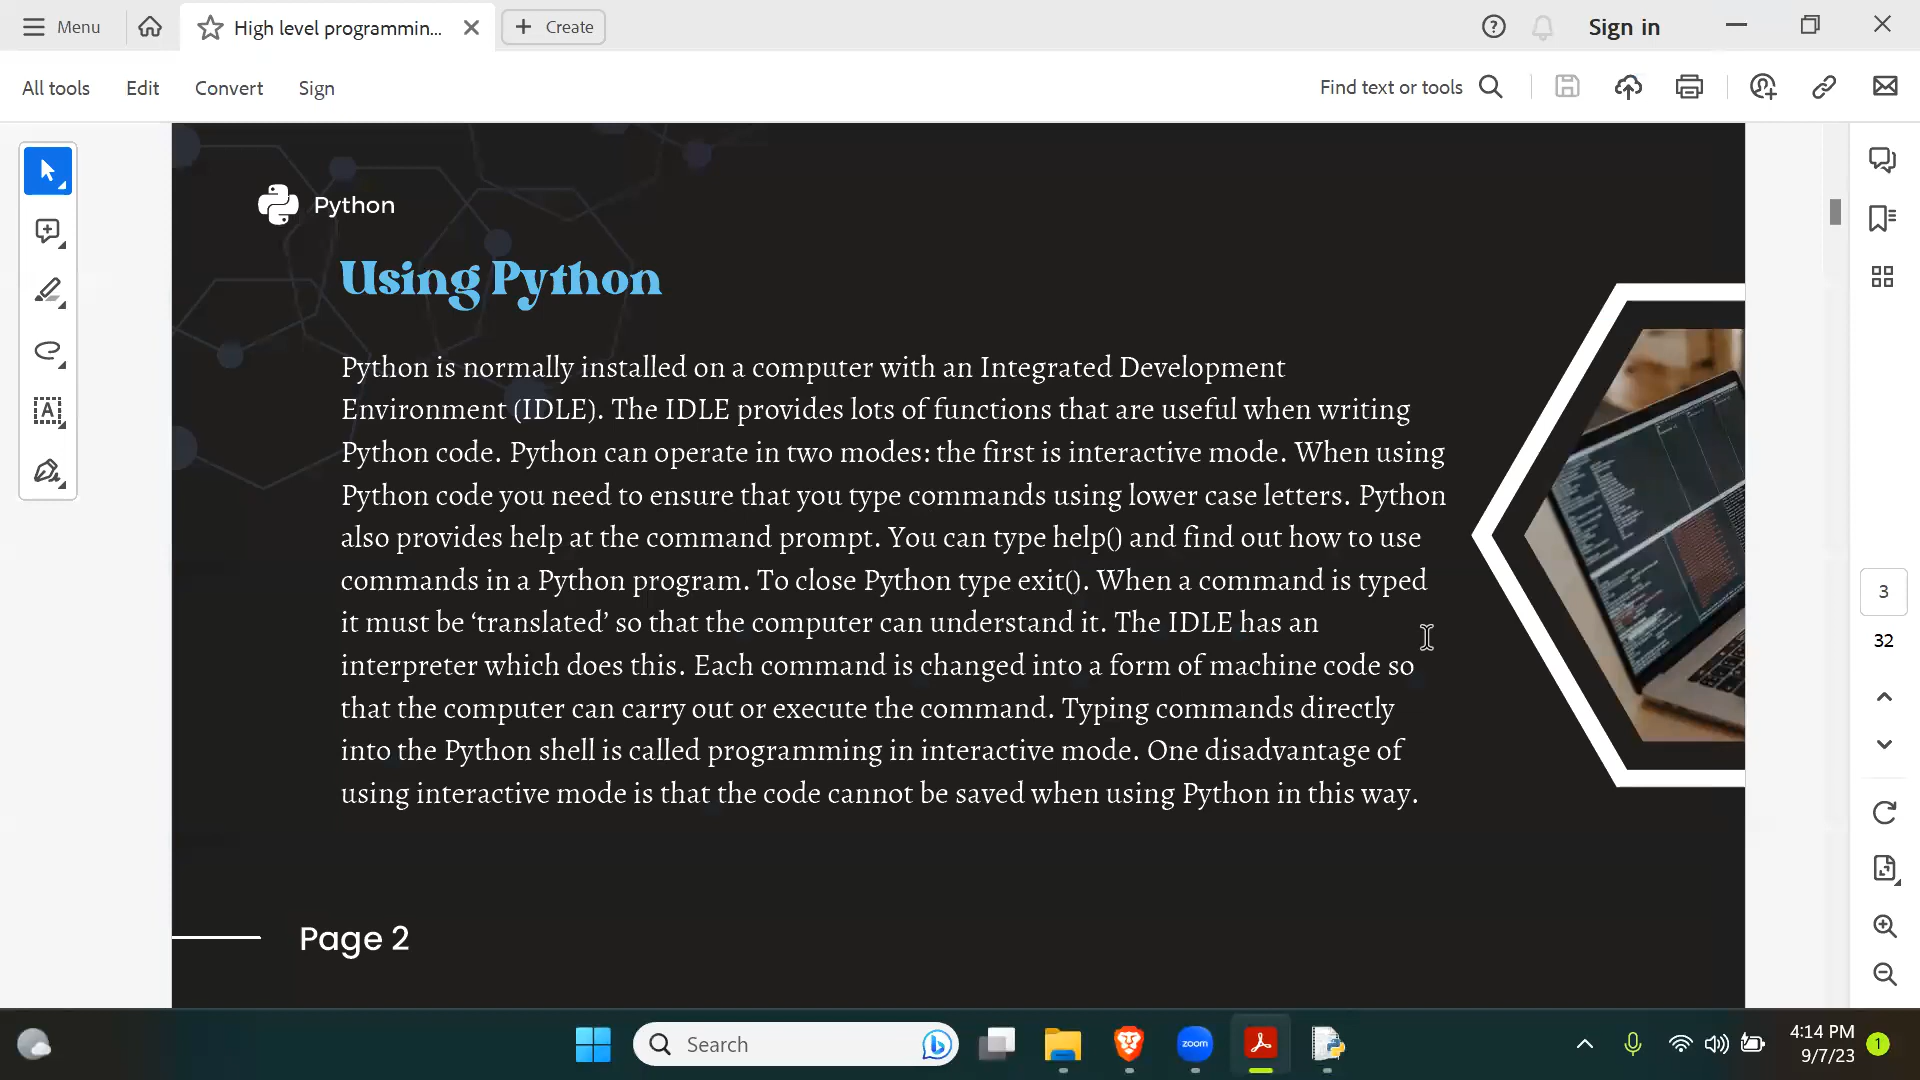 Menu
High level programmin...
Create
Sign in
All tools
Edit
Convert
Sign
Find text or tools
Python
Using Python
Python is normally installed on a computer with an Integrated Development
Environment (IDLE). The IDLE provides lots of functions that are useful when writing
Python code. Python can operate in two modes: the first is interactive mode. When using
Python code you need to ensure that you type commands using lower case letters. Python
also provides help at the command prompt. You can type help() and find out how to use
commands in a Python program. To close Python type exit(). When a command is typed
it must be ‘translated’ so that the computer can understand it. The IDLE has an
interpreter which does this. Each command is changed into a form of machine code so
that the computer can carry out or execute the command. Typing commands directly
into the Python shell is called programming in interactive mode. One disadvantage of
using interactive mode is that the code cannot be saved when using Python in this way.
Page 2
3
32
Search
zoom
4:14 PM
9/7/23
1